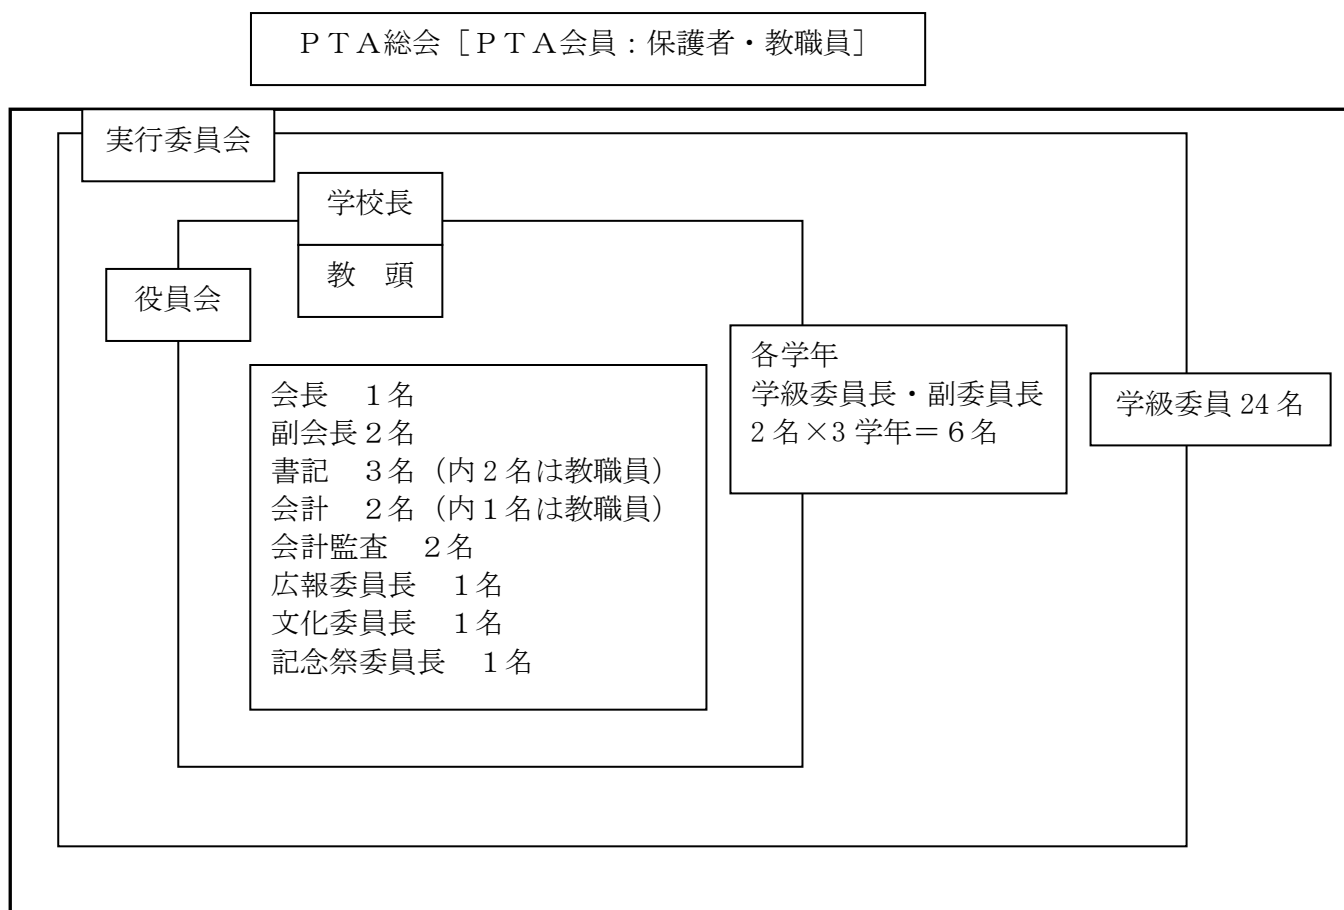 ＰＴＡ総会［ＰＴＡ会員：保護者・教職員］
実行委員会
学校長
教　頭
役員会
会長　１名
副会長２名
書記　３名（内２名は教職員）
会計　２名（内１名は教職員）
会計監査　２名
広報委員長　１名
文化委員長　１名
記念祭委員長　１名
各学年
学級委員長・副委員長
2 名×3 学年＝６名
学級委員 24 名